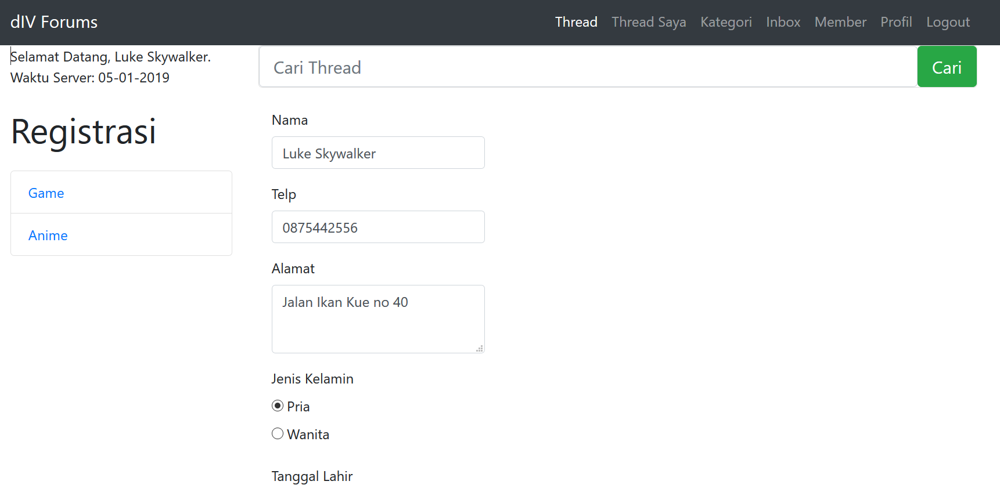 dIV Forums
Thread Thread Saya Kategori Inbox Member Profil Logout
Selamat Datang, Luke Skywalker.
Waktu Server: 05-01-2019
Cari Thread
Cari
Registrasi
Game
Anime
Nama
Luke Skywalker
Telp
0875442556
Alamat
Jalan Ikan Kue no 40
Jenis Kelamin
Pria
Wanita
Tanggal Lahir